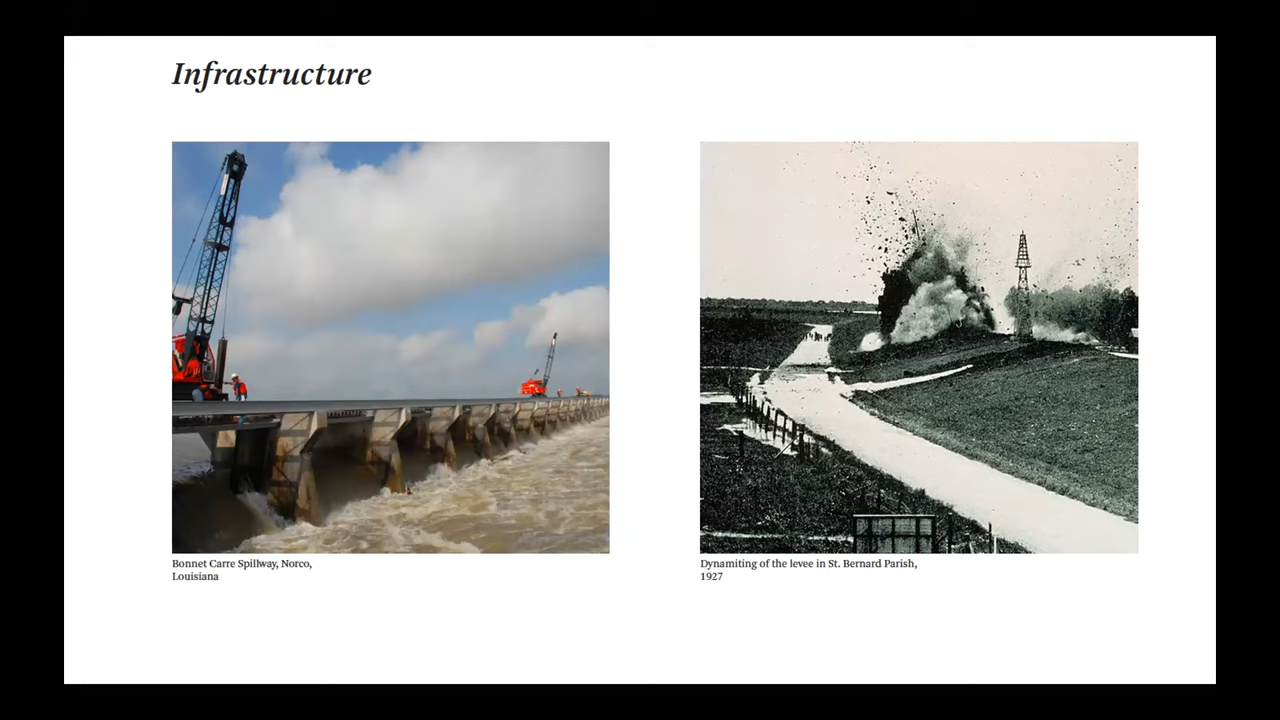 Infrastructure
Bonnet Carre Spillway, Norco,
Louisiana
Dynamiting of the levee in St. Bernard Parish,
1927